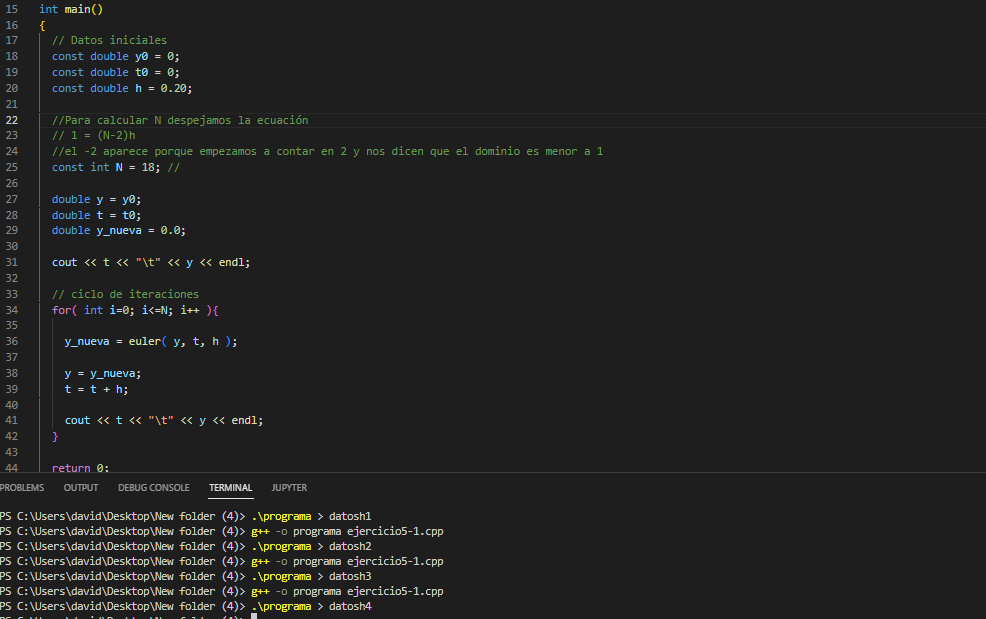 15 int main()
16 {
17 // Datos iniciales
18 const double y0 = 0;
19 const double t0 = 0;
20 const double h = 0.20;
21
22 //Para calcular N despejamos la ecuación
23 // 1 = (N-2)h
24 //el -2 aparece porque empezamos a contar en 2 y nos dicen que el dominio es menor a 1
25 const int N = 18; //
26
27 double y = y0;
28 double t = t0;
29 double y_nueva = 0.0;
30
31 cout << t << "\t" << y << endl;
32
33 // ciclo de iteraciones
34 for( int i=0; i<=N; i++ ){
35
36 y_nueva = euler( y, t, h );
37
38 y = y_nueva;
39 t = t + h;
40
41 cout << t << "\t" << y << endl;
42 }
43
44 return 0;
PROBLEMS OUTPUT DEBUG CONSOLE TERMINAL JUPYTER
PS C:\Users\david\Desktop\New folder (4)> .\programa > datosh1
PS C:\Users\david\Desktop\New folder (4)> g++ -o programa ejercicio5-1.cpp
PS C:\Users\david\Desktop\New folder (4)> .\programa > datosh2
PS C:\Users\david\Desktop\New folder (4)> g++ -o programa ejercicio5-1.cpp
PS C:\Users\david\Desktop\New folder (4)> .\programa > datosh3
PS C:\Users\david\Desktop\New folder (4)> g++ -o programa ejercicio5-1.cpp
PS C:\Users\david\Desktop\New folder (4)> .\programa > datosh4
PS C:\Users\david\Desktop\New folder (4)>